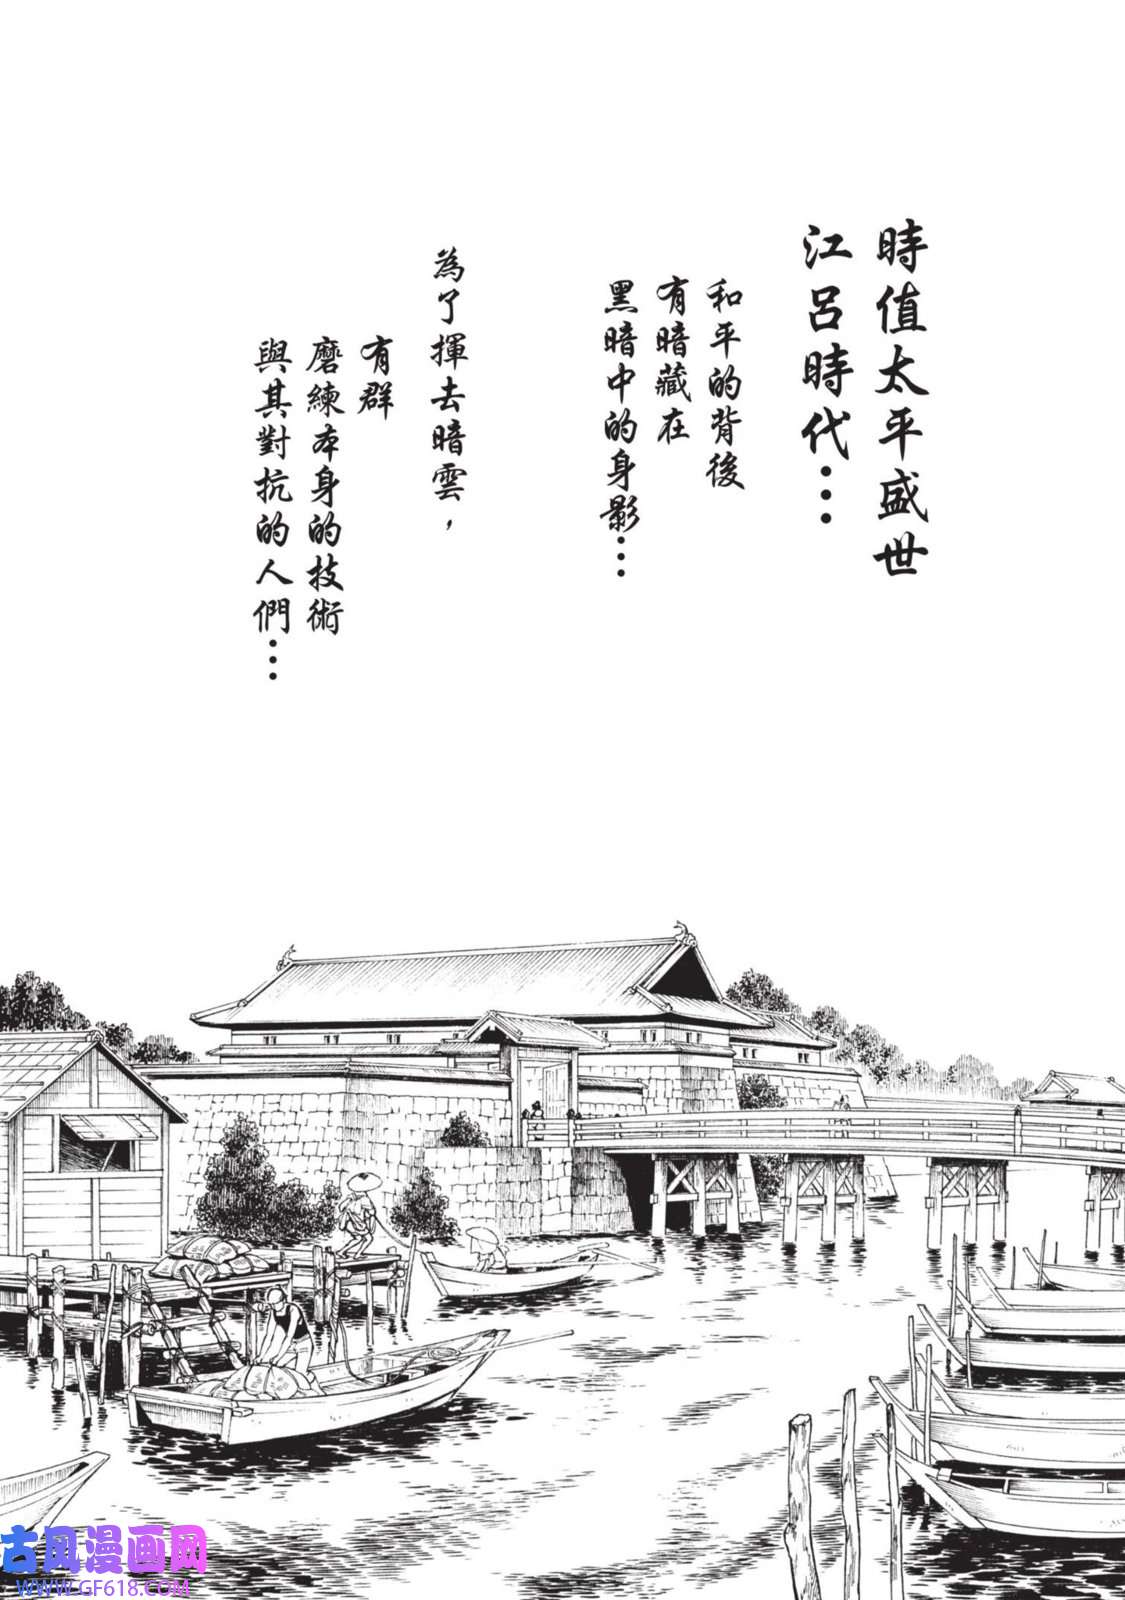 時值太平盛世
江呂時代…
和平的背後
有暗藏在
黑暗中的身影…
為了揮去暗雲，
有群
磨練本身的技術
與其對抗的人們…
古风漫画网
WWW.GF618.COM